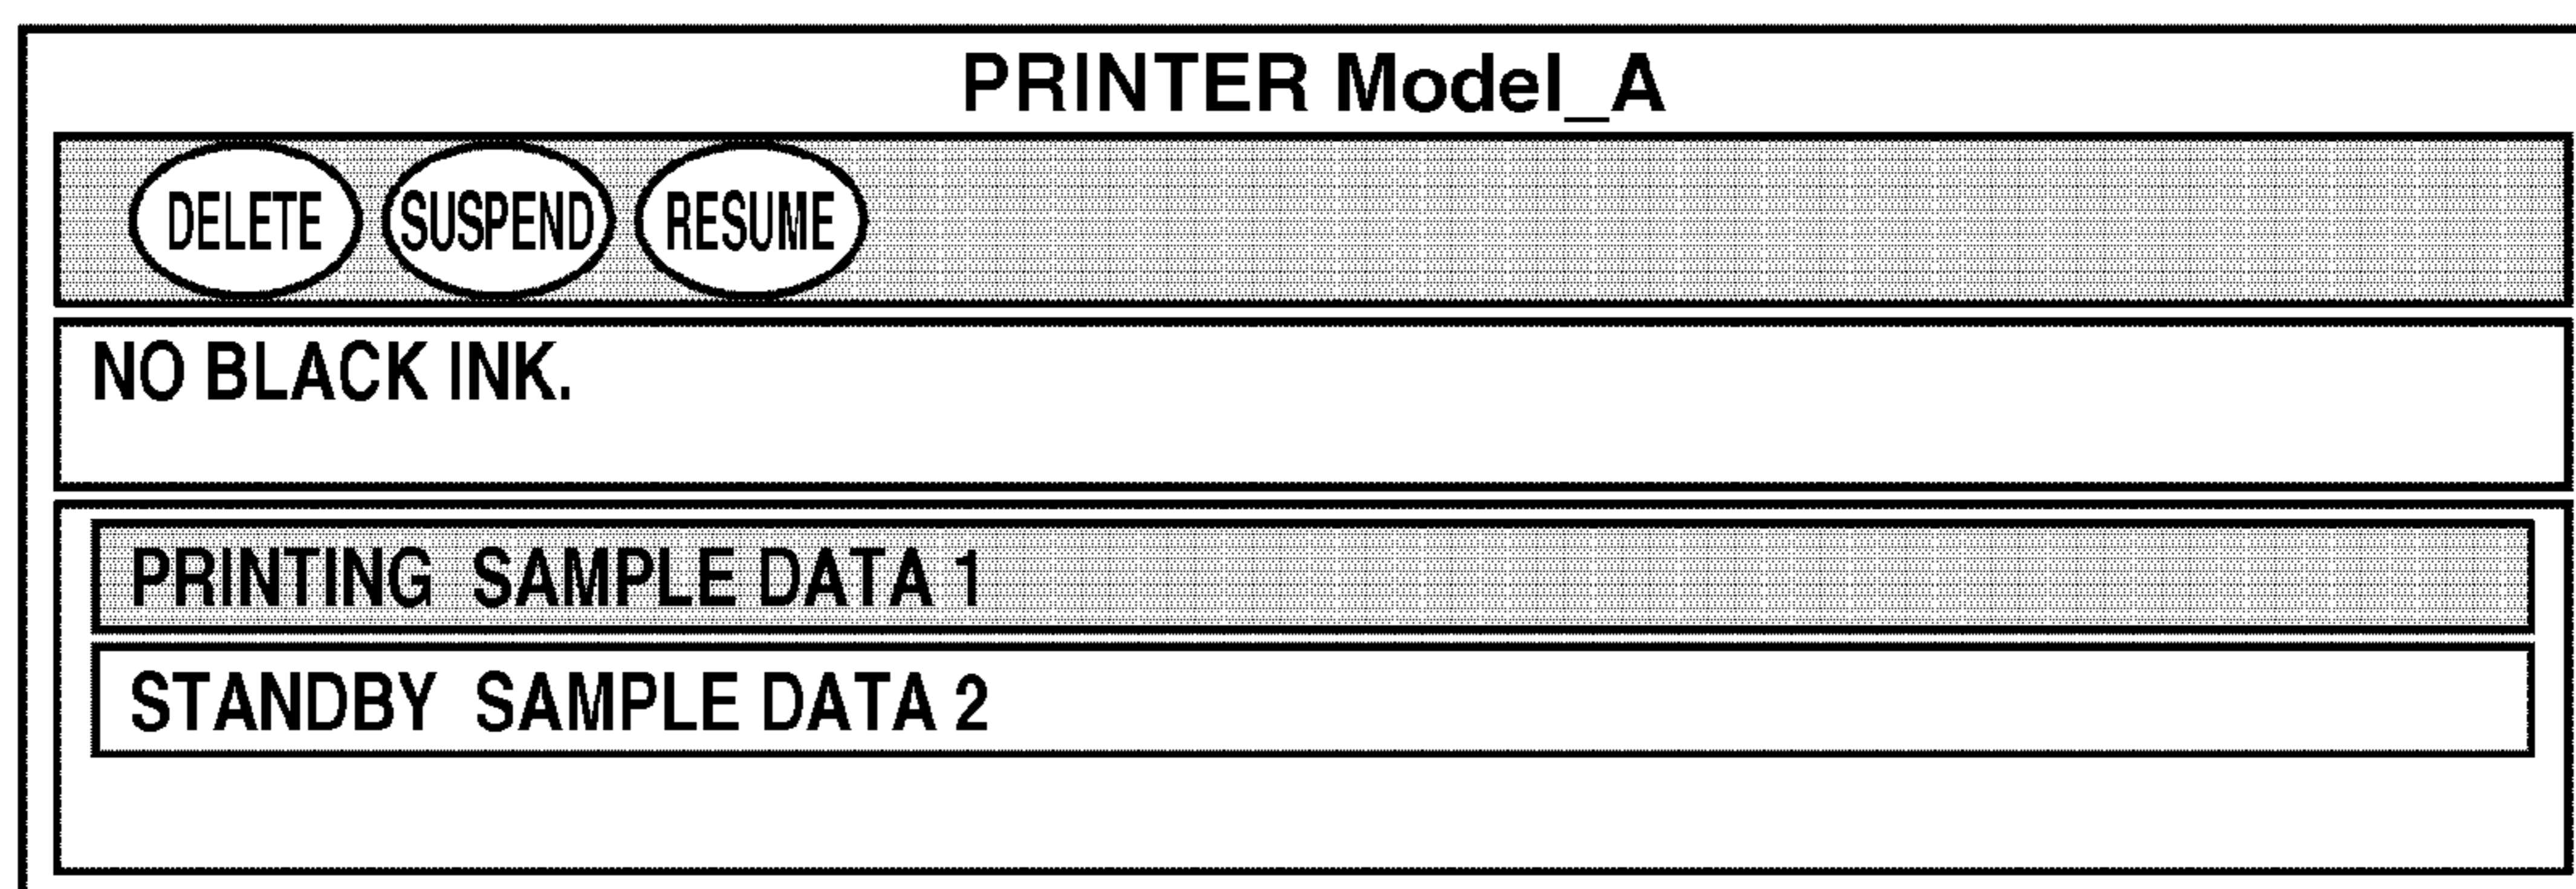 PRINTER Model_A
DELETE SUSPEND RESUME
NO BLACK INK.
PRINTING SAMPLE DATA 1
STANDBY SAMPLE DATA 2